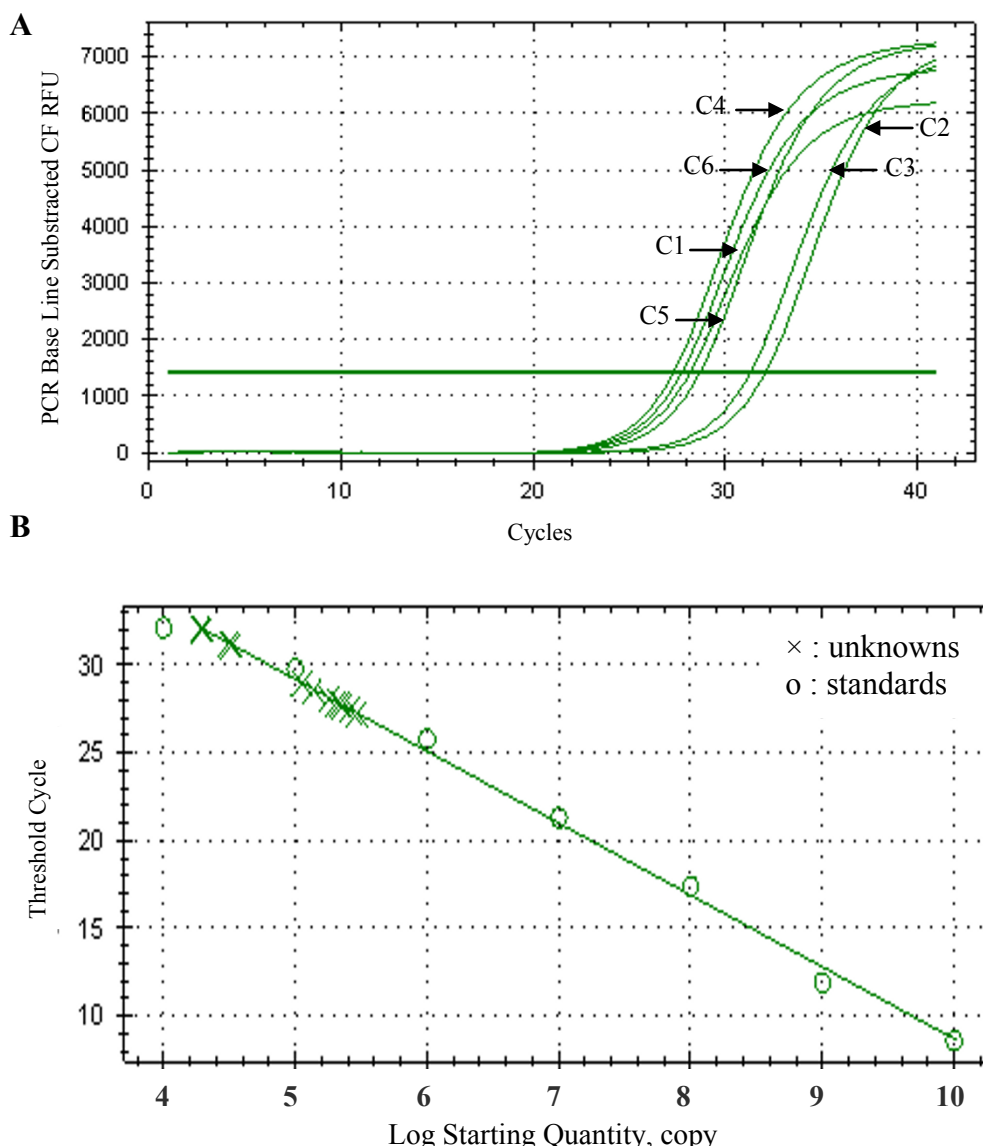 A
PCR Base Line Substracted CF RFU
7000
6000
5000
4000
3000
2000
1000
0
C4
C2
C6
C3
C1
C5
0 10 20 30 40
Cycles
B
Threshold Cycle
30
25
20
15
10
× : unknowns
o : standards
4 5 6 7 8 9 10
Log Starting Quantity, copy